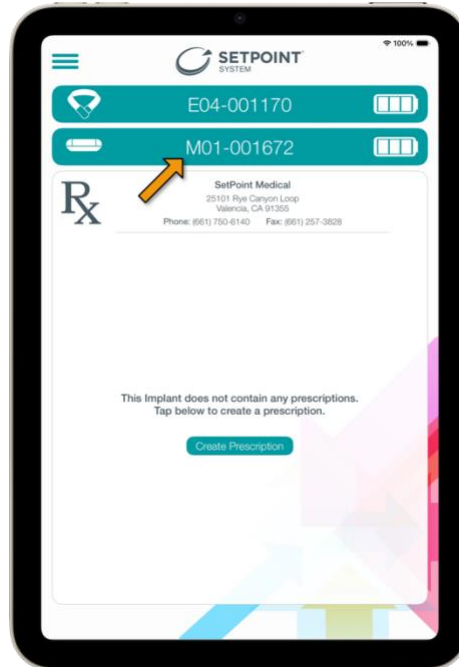 100%
SETPOINT
SYSTEM
E04-001170
M01-001672
Rx
SetPoint Medical
25101 Rye Canyon Loop
Valencia, CA 91355
Phone: (661) 750-6140 Fax: (661) 257-3828
This Implant does not contain any prescriptions.
Tap below to create a prescription.
Create Prescription